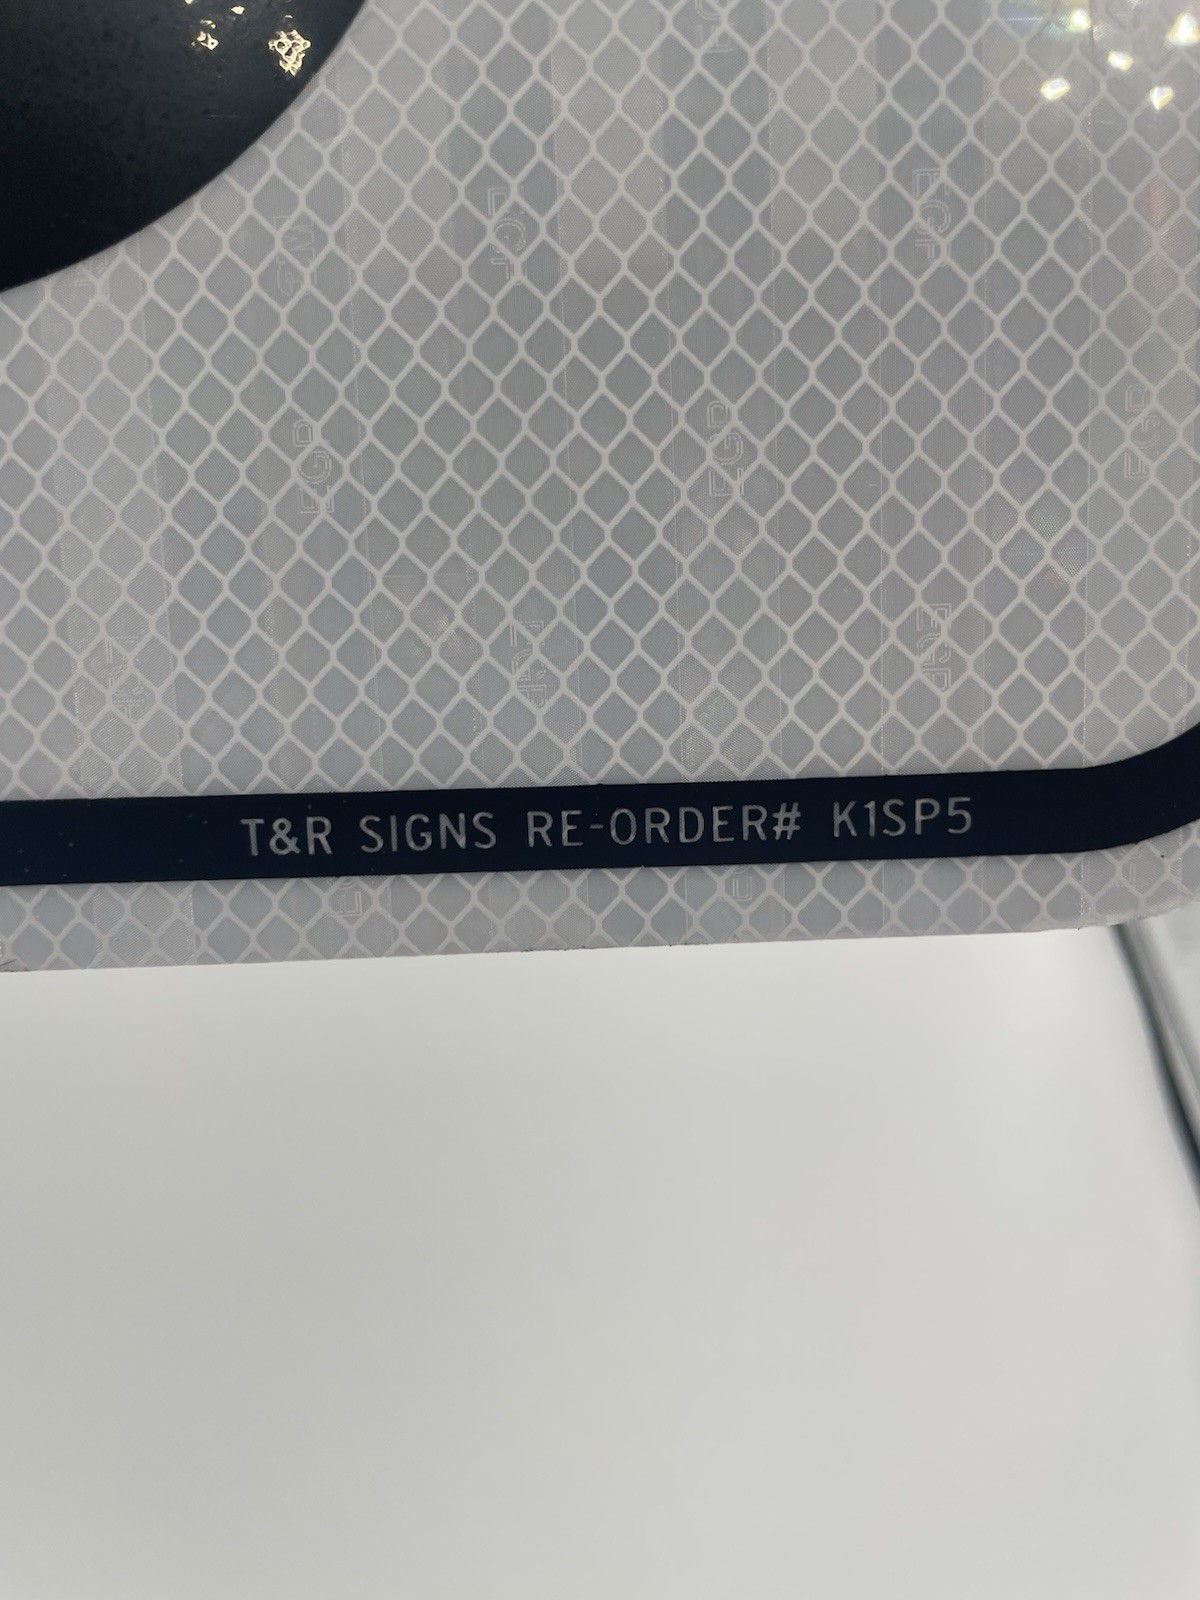 T&R SIGNS RE-ORDER# K1SP5